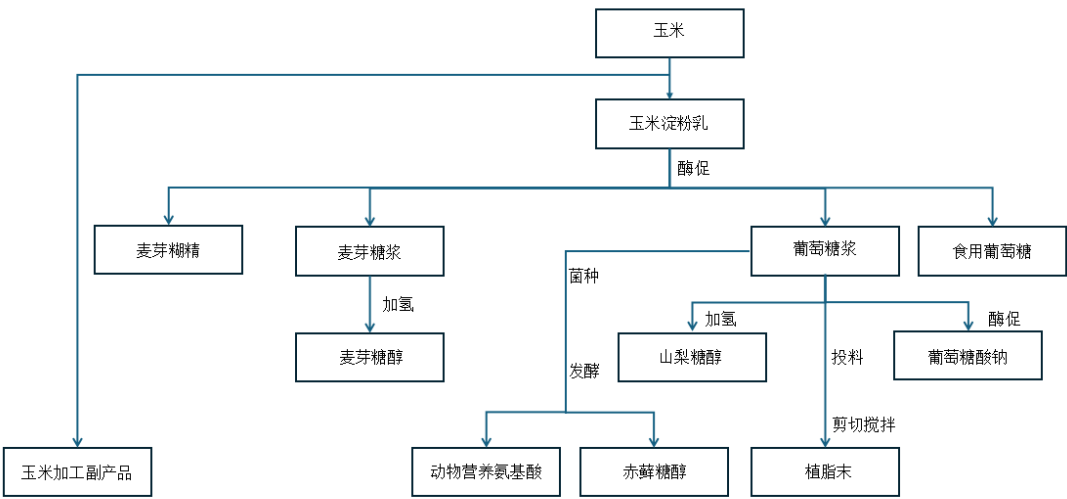 玉米
玉米淀粉乳
酶促
麦芽糊精
麦芽糖浆
葡萄糖浆
食用葡萄糖
菌种
加氢
加氢
酶促
麦芽糖醇
山梨糖醇
投料
葡萄糖酸钠
发酵
剪切搅拌
玉米加工副产品
动物营养氨基酸
赤藓糖醇
植脂末